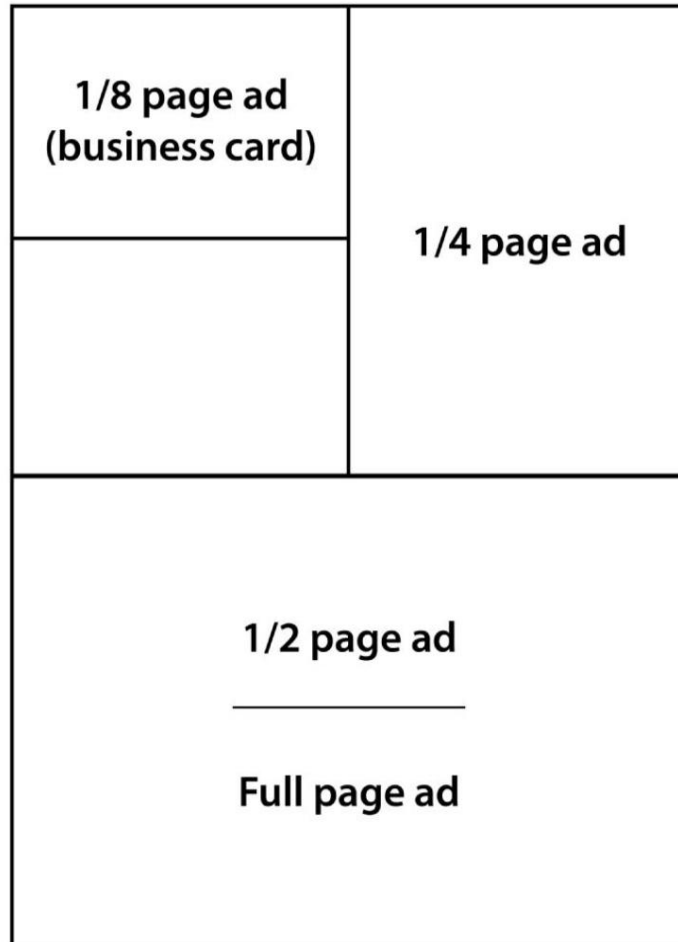 1/8 page ad
(business card)
1/4 page ad
1/2 page ad
Full page ad